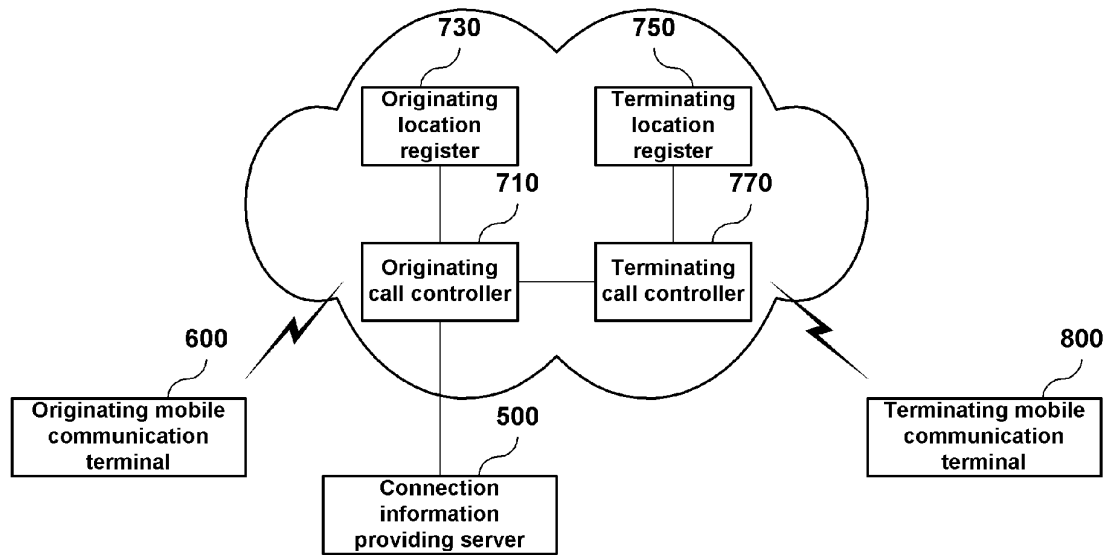 730
750
Originating
location
register
Terminating
location
register
710
770
Originating
call controller
Terminating
call controller
600
800
Originating mobile
communication
terminal
500
Terminating mobile
communication
terminal
Connection
information
providing server